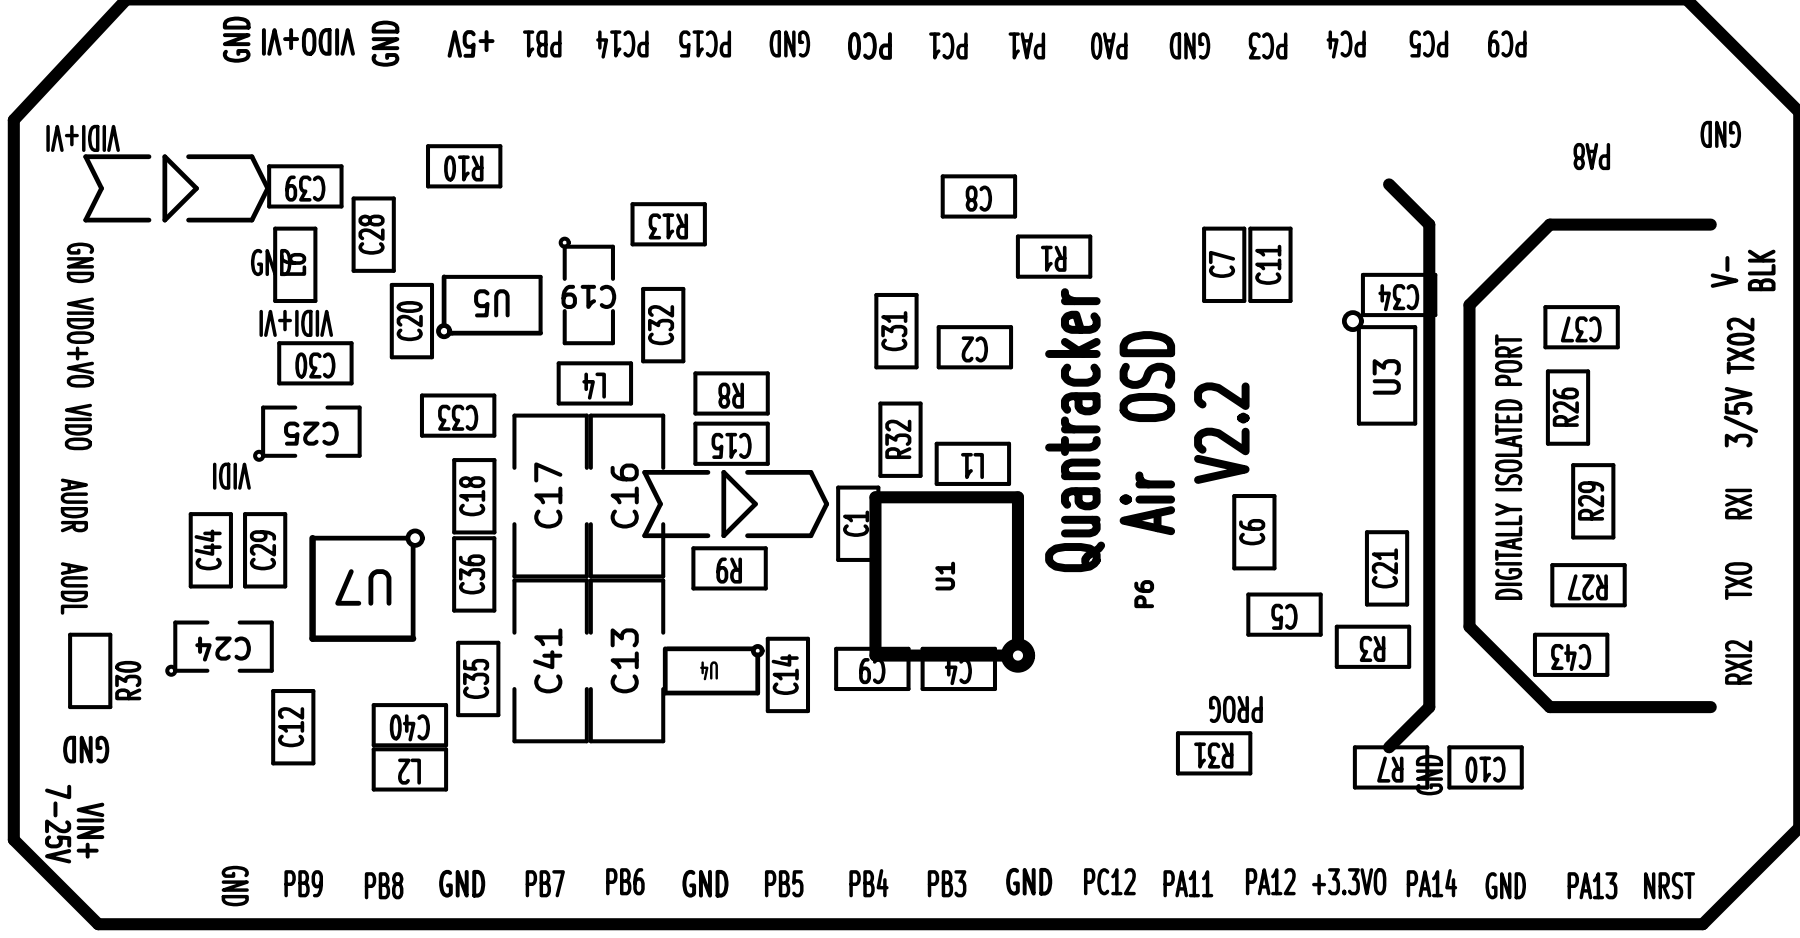 GND
VIDO+VI
GND
+5V
PB1
PC14
PC15
GND
PC0
PC1
PA1
PA0
GND
PC3
PC4
PC5
PC9
VIDI+VI
GND
PA8
R10
C39
C8
C28
R13
GND
R1
C7
C11
GND
V-
BLK
U5
C19
C34
C20
C32
C31
VIDI+VI
VIDO+VO
C2
C37
TXO2
C30
L4
U3
R8
R26
3/5V
C33
VIDO
C25
C15
R32
L1
Quantracker
Air OSD
V2.2
DIGITALLY ISOLATED PORT
VIDI
C18
C17
C16
AUDR
C1
R29
RXI
C44
C29
C6
C21
U7
C36
R9
U1
P6
AUDL
R27
TXO
C5
C24
C41
C13
R3
C43
RXI2
R30
C35
U4
C14
C9
C4
C12
C40
PROG
L2
R31
R7
GND
C10
GND
VIN+
7-25V
GND
PB9
PB8
GND
PB7
PB6
GND
PB5
PB4
PB3
GND
PC12
PA11
PA12
+3.3VO
PA14
GND
PA13
NRST